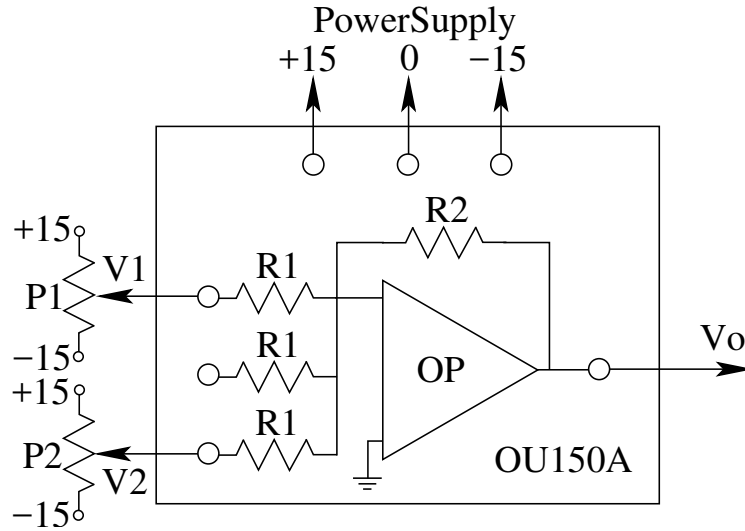 PowerSupply
+15 0 −15
R2
+15
V1
R1
P1
−15
R1
Vo
OP
+15
R1
P2
V2
OU150A
−15